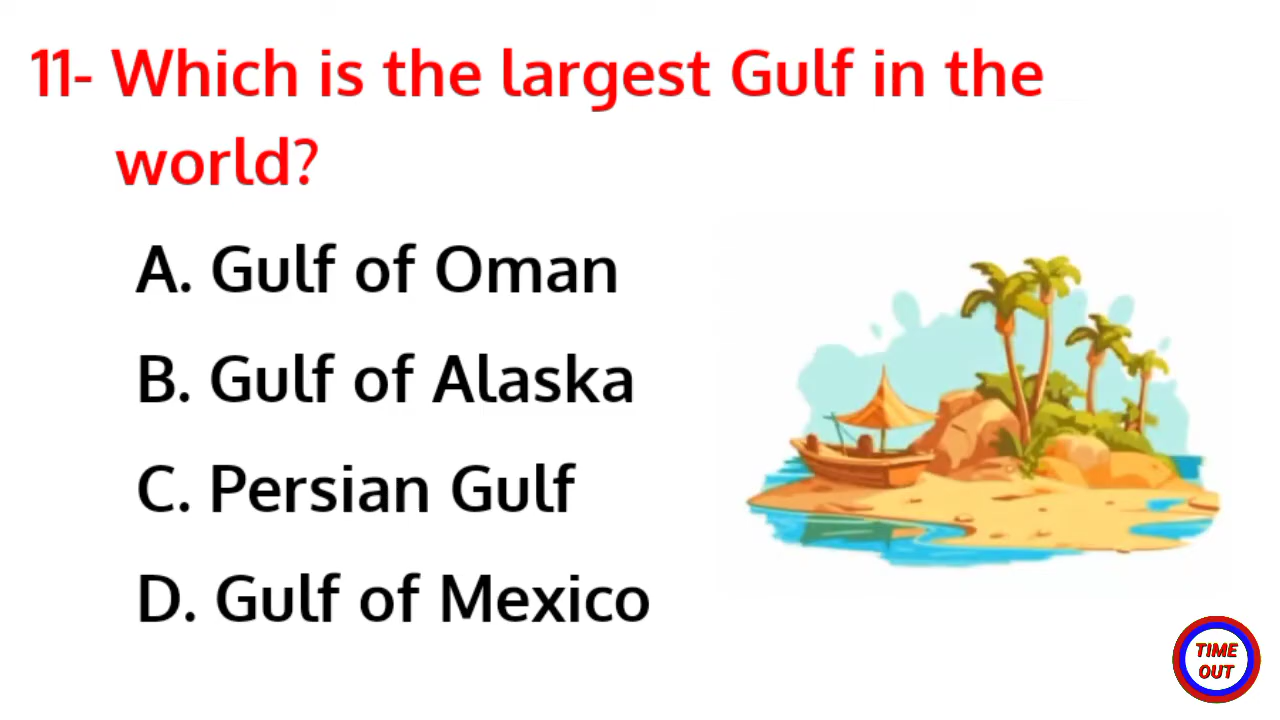 11- Which is the largest Gulf in the
world?
A. Gulf of Oman
B. Gulf of Alaska
C. Persian Gulf
D. Gulf of Mexico
TIME
OUT